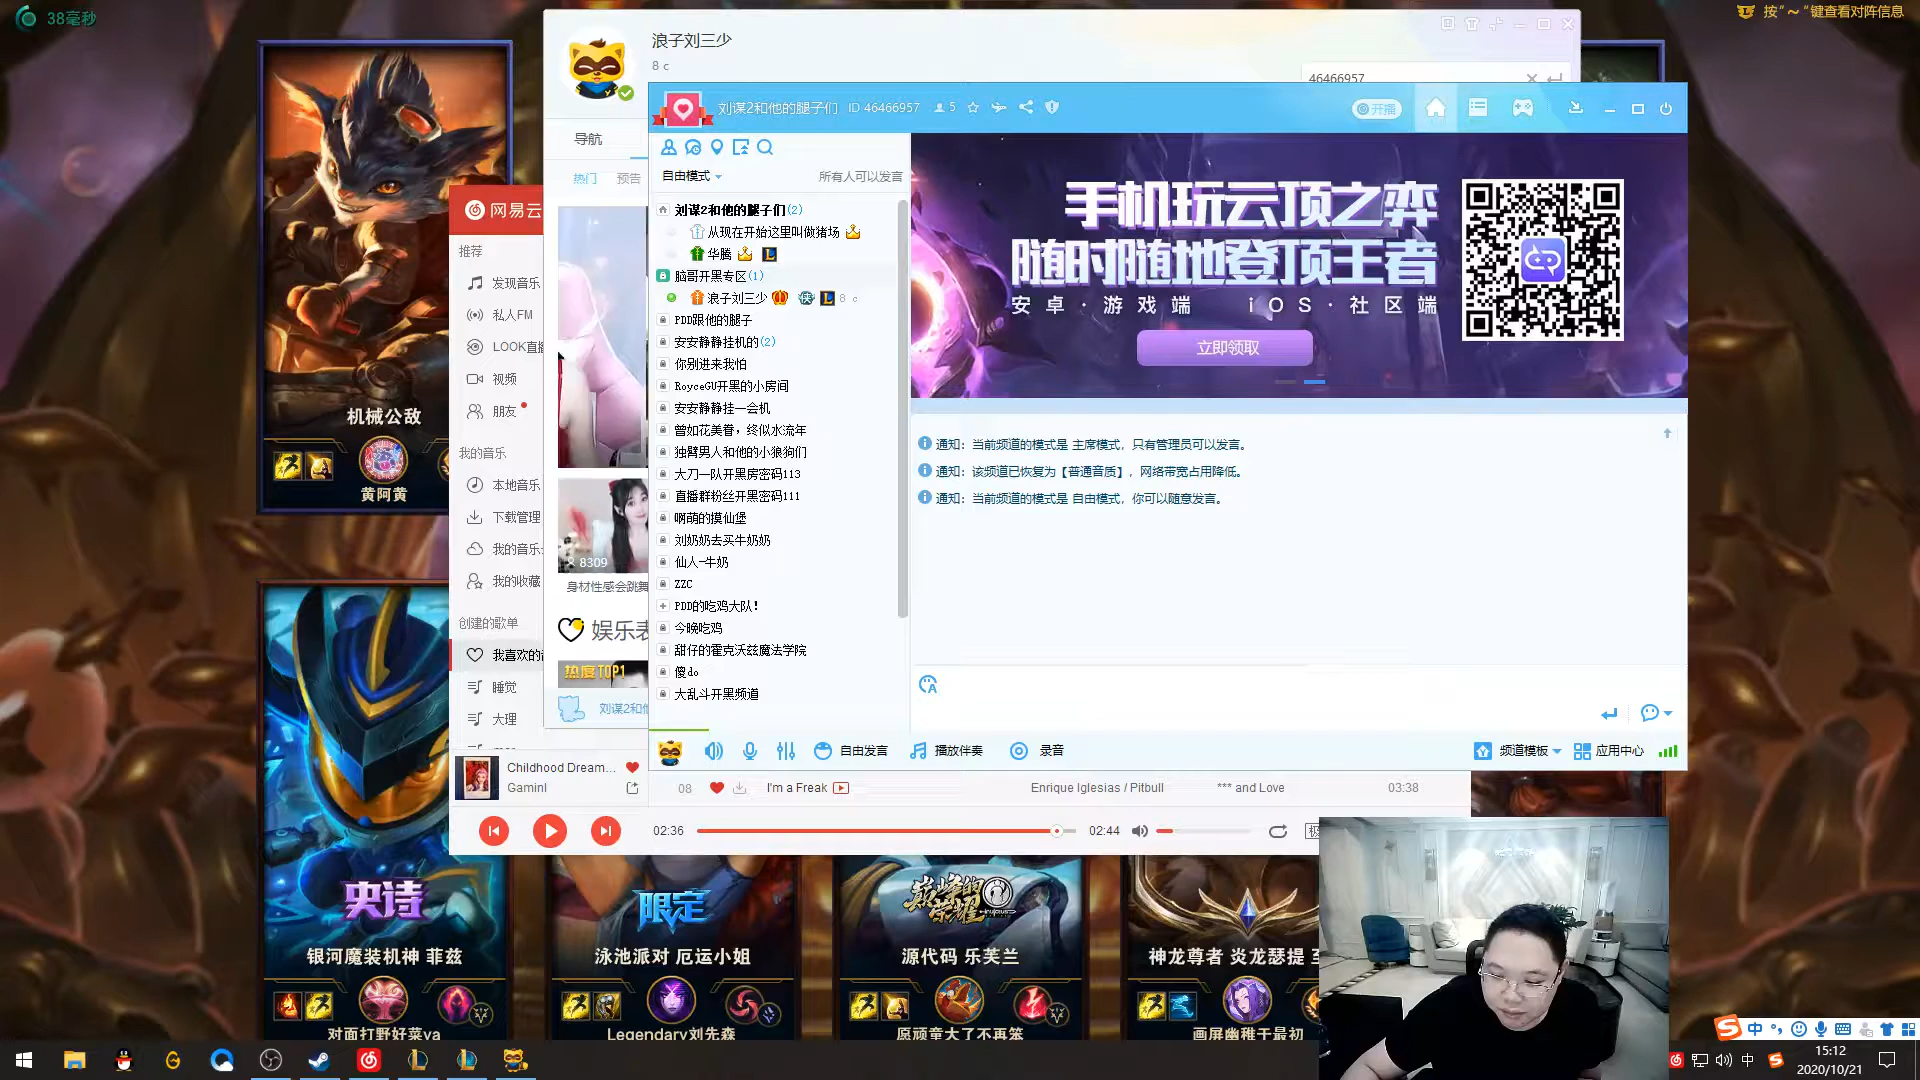 38毫秒
按"~"键查看对阵信息
浪子刘三少
8 c
46466957
刘谋2和他的腿子们 ID 46466957 5
开播
导航
热门 预告
自由模式 所有人可以发言
刘谋2和他的腿子们(2)
从现在开始这里叫做猪场
华腾
脑哥开黑专区(1)
浪子刘三少 8 c
PDD跟他的腿子
安安静静挂机的(2)
你别进来我怕
RoyceGU开黑的小房间
安安静静挂一会机
曾如花美眷，终似水流年
独臂男人和他的小狼狗们
大刀一队开黑房密码113
直播群粉丝开黑密码111
啊萌的摸仙堡
刘奶奶去买牛奶奶
仙人-牛奶
ZZC
PDD的吃鸡大队!
今晚吃鸡
甜仔的霍克沃兹魔法学院
傻do
大乱斗开黑频道
手机玩云顶之弈
随时随地登顶王者
安卓·游戏端 iOS·社区端
立即领取
通知：当前频道的模式是 主席模式，只有管理员可以发言。
通知：该频道已恢复为【普通音质】，网络带宽占用降低。
通知：当前频道的模式是 自由模式，你可以随意发言。
自由发言 播放伴奏 录音
频道模板 应用中心
8309
身材性感会跳舞
娱乐表
热度TOP1
刘谋2和他
网易云
推荐
发现音乐
私人FM
LOOK直播
视频
朋友
我的音乐
本地音乐
下载管理
我的音乐云
我的收藏
创建的歌单
我喜欢的音
睡觉
大理
Childhood Dream...
Gaminl
08 I'm a Freak Enrique Iglesias / Pitbull *** and Love 03:38
02:36 02:44
极
机械公敌
黄阿黄
史诗
银河魔装机神 菲兹
对面打野好菜ya
限定
泳池派对 厄运小姐
Legendary刘先森
巅峰的荣耀
源代码 乐芙兰
愿顽童大了不再笨
神龙尊者 炎龙瑟提
画屏幽稚于最初
中
中
15:12
2020/10/21